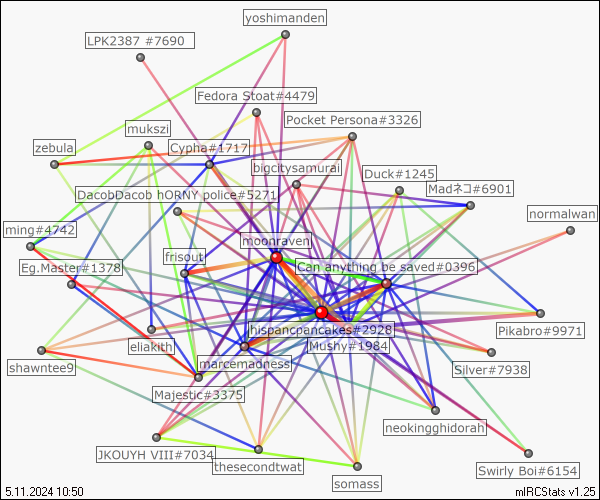 yoshimanden
LPK2387 #7690
Fedora Stoat#4479
Pocket Persona#3326
mukszi
Cypha#1717
zebula
bigcitysamurai
Duck#1245
Madネコ#6901
DacobDacob hORNY police#5271
normalwan
ming#4742
moonraven
frisout
Can anything be saved#0396
Eg.Master#1378
hispancpancakes#2928
Pikabro#9971
eliakith
Mushy#1984
marcemadness
shawntee9
Silver#7938
Majestic#3375
neokingghidorah
JKOUYH VIII#7034
thesecondtwat
Swirly Boi#6154
somass
5.11.2024 10:50
mIRCStats v1.25